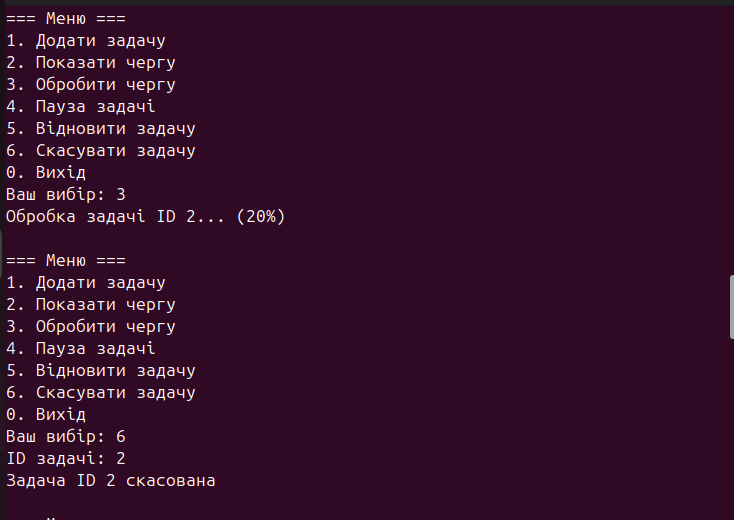 === Меню ===
1. Додати задачу
2. Показати чергу
3. Обробити чергу
4. Пауза задачі
5. Відновити задачу
6. Скасувати задачу
0. Вихід
Ваш вибір: 3
Обробка задачі ID 2... (20%)
=== Меню ===
1. Додати задачу
2. Показати чергу
3. Обробити чергу
4. Пауза задачі
5. Відновити задачу
6. Скасувати задачу
0. Вихід
Ваш вибір: 6
ID задачі: 2
Задача ID 2 скасована